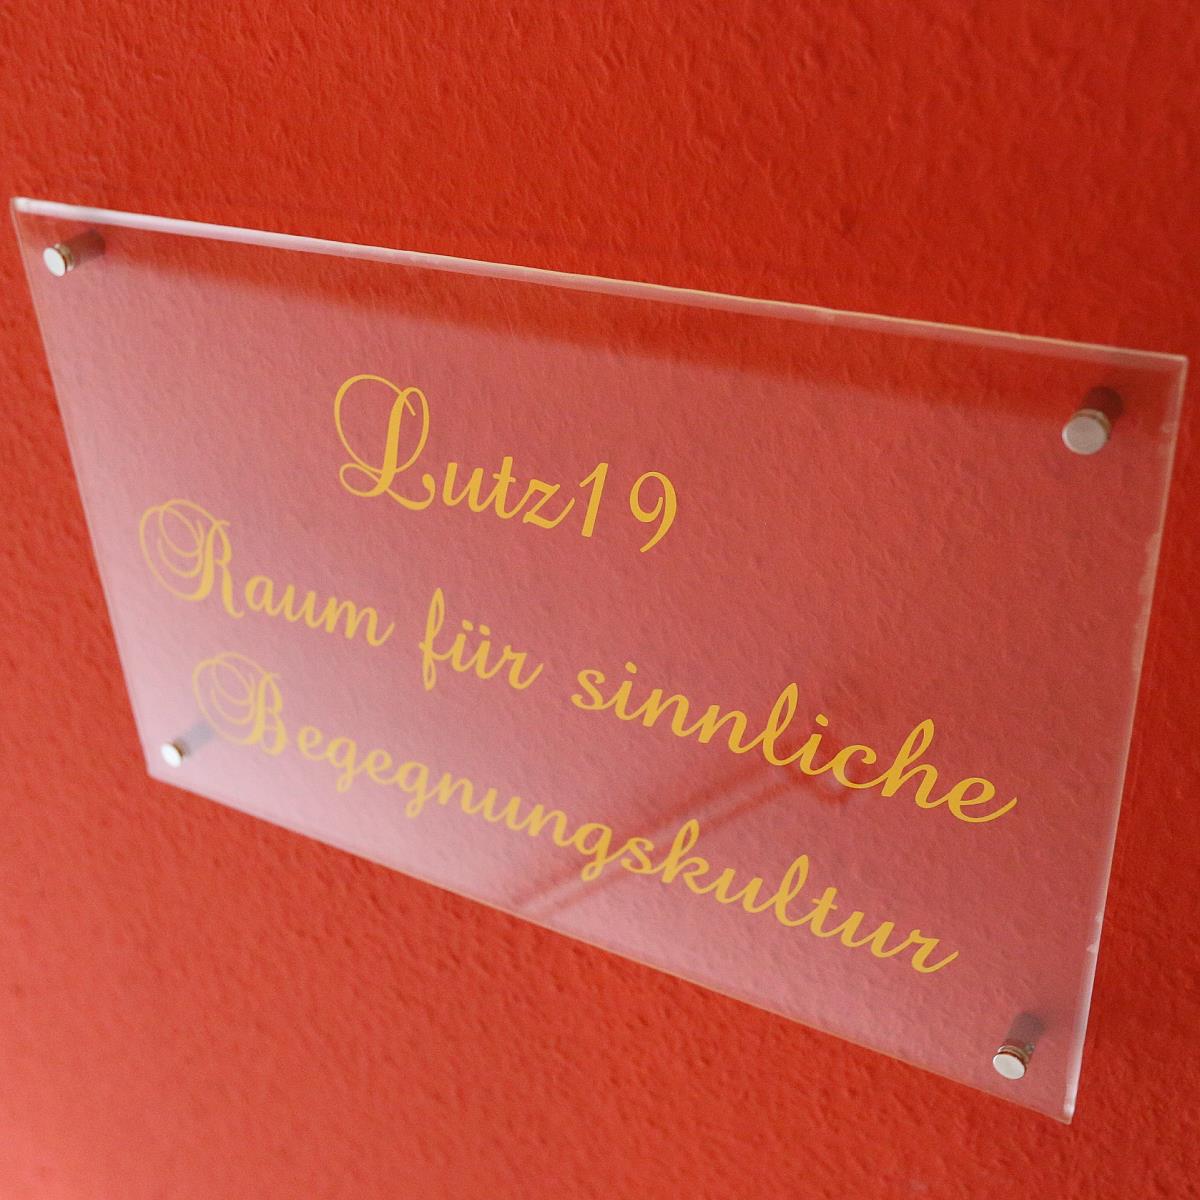 Lutz19
Raum für sinnliche
Begegnungskultur